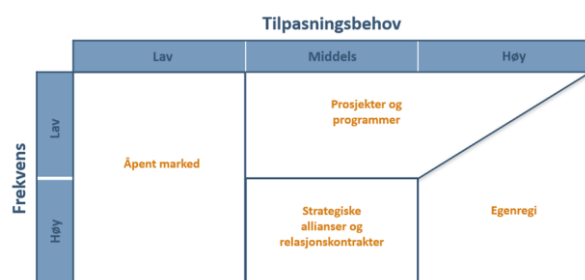 Tilpasningsbehov
Lav
Middels
Høy
Frekvens
Lav
Høy
Åpent marked
Prosjekter og
programmer
Strategiske
allianser og
relasjonskontrakter
Egenregi